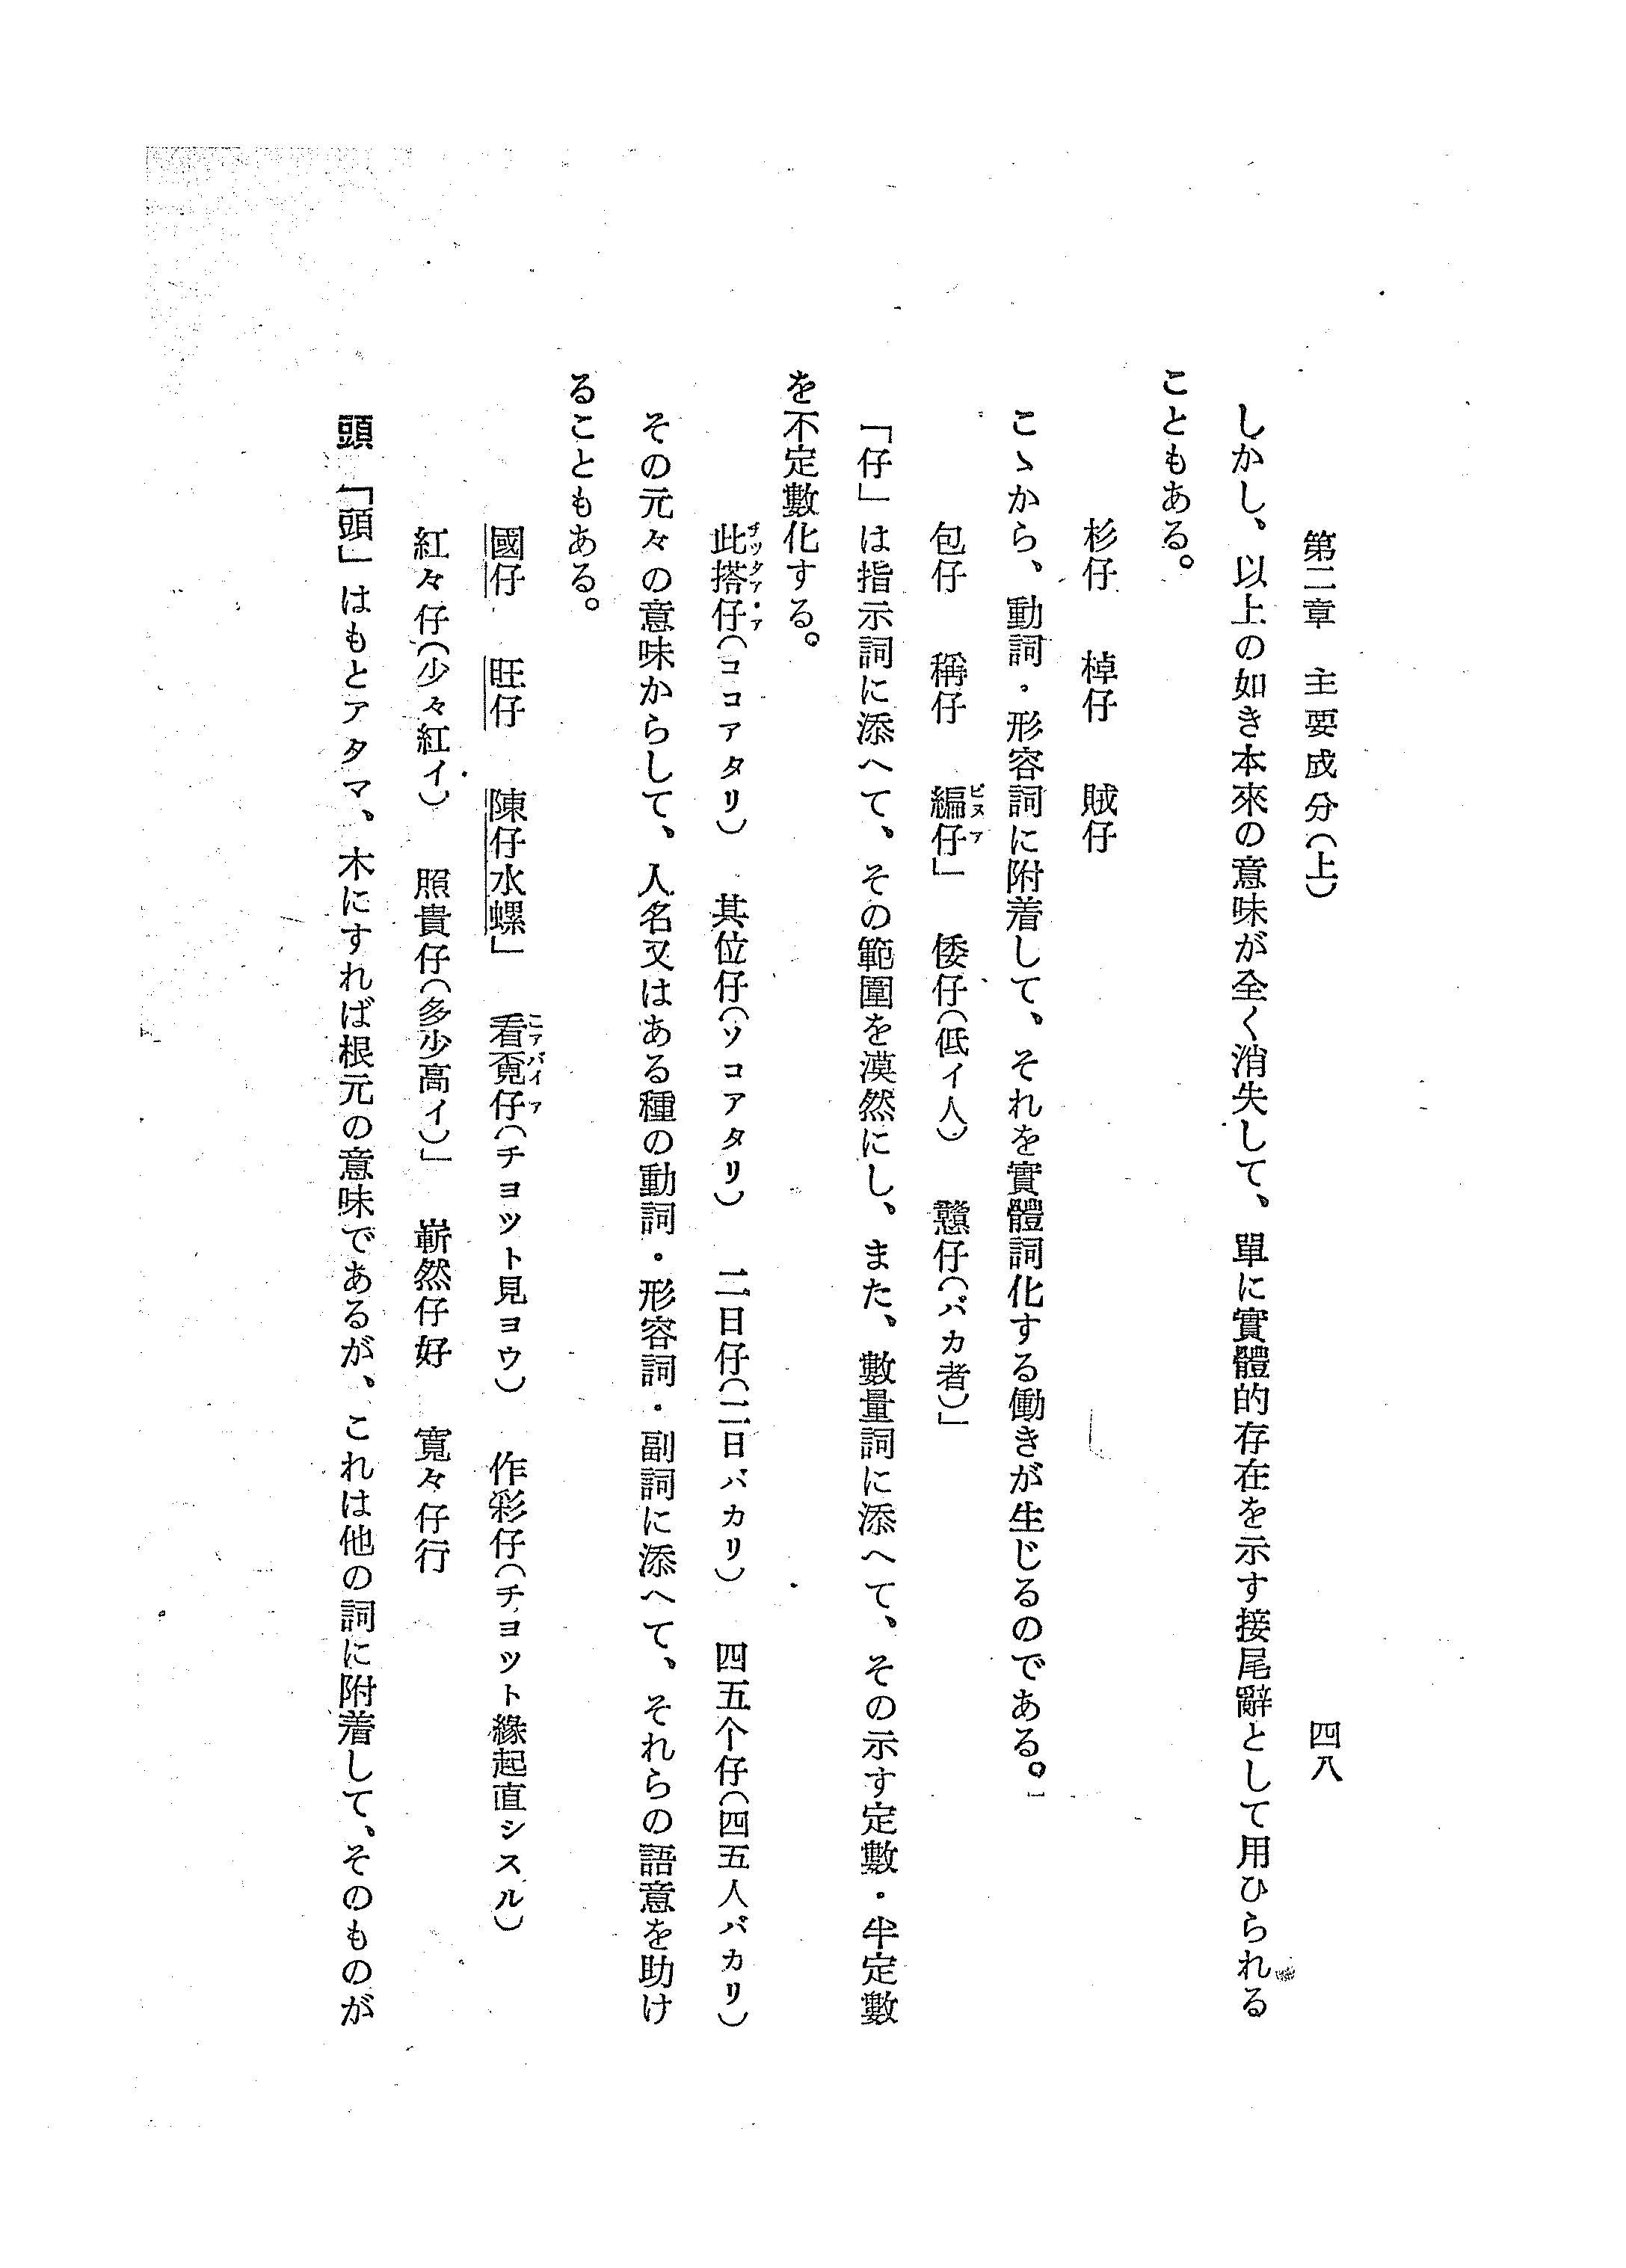 第二章　主要成分（上）　四八
しかし、以上の如き本來の意味が全く消失して、單に實體的存在を示す接尾辭として用ひられる
こともある。
杉仔　棹仔　賊仔
こゝから、動詞・形容詞に附着して、それを實體詞化する働きが生じるのである。
包仔　稱仔　編仔」　倭仔（低イ人）　戇仔（バカ者）」
「仔」は指示詞に添へて、その範圍を漠然にし、また、數量詞に添へて、その示す定數・半定數
を不定數化する。
此搭仔（ココアタリ）　其位仔（ソコアタリ）　二日仔（二日バカリ）　四五个仔（四五人バカリ）
その元々の意味からして、人名又はある種の動詞・形容詞・副詞に添へて、それらの語意を助け
ることもある。
國仔　旺仔　陳仔水螺」　看覔仔（チヨツト見ヨウ）　作彩仔（チヨツト緣起直シスル）
紅々仔（少々紅イ）　照貴仔（多少高イ）」　嶄然仔好　寬々仔行
頭　「頭」はもとアタマ、木にすれば根元の意味であるが、これは他の詞に附着して、そのものが